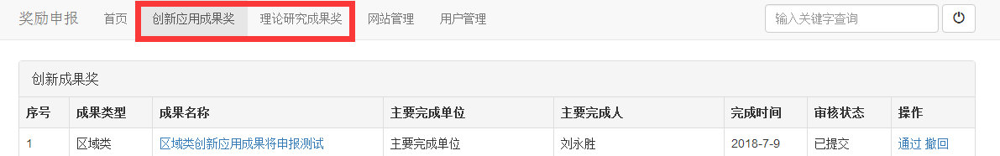 奖励申报 首页 创新应用成果奖 理论研究成果奖 网站管理 用户管理 输入关键字查询
创新成果奖
序号 成果类型 成果名称 主要完成单位 主要完成人 完成时间 审核状态 操作
1 区域类 区域类创新应用成果将申报测试 主要完成单位 刘永胜 2018-7-9 已提交 通过 撤回